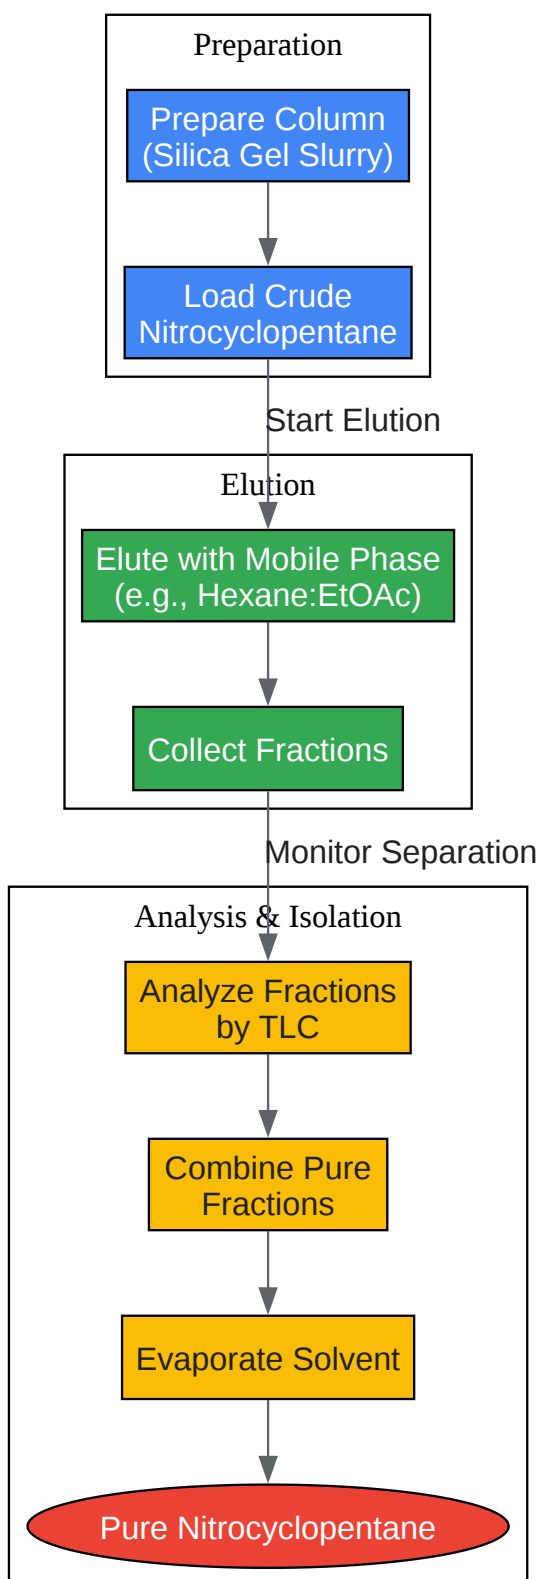 Preparation
Prepare Column
(Silica Gel Slurry)
Load Crude
Nitrocyclopentane
Start Elution
Elution
Elute with Mobile Phase
(e.g., Hexane:EtOAc)
Collect Fractions
Monitor Separation
Analysis & Isolation
Analyze Fractions
by TLC
Combine Pure
Fractions
Evaporate Solvent
Pure Nitrocyclopentane